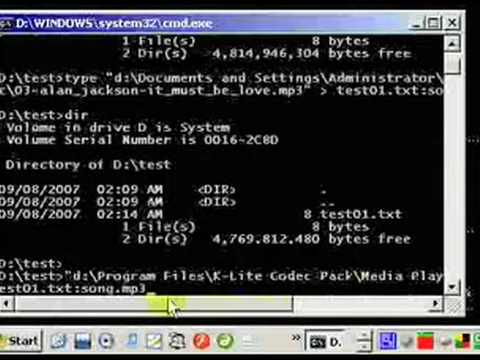 D:\WINDOWS\system32\cmd.exe
1 File(s) 8 bytes
2 Dir(s) 4,814,946,304 bytes free
D:\test>type "d:\Documents and Settings\Administrator\
c\03-alan_jackson-it_must_be_love.mp3" > test01.txt:so
D:\test>dir
Volume in drive D is System
Volume Serial Number is 0016-2C8D
Directory of D:\test
09/08/2007 02:09 AM <DIR> .
09/08/2007 02:09 AM <DIR> ..
09/08/2007 02:14 AM 8 test01.txt
1 File(s) 8 bytes
2 Dir(s) 4,769,812,480 bytes free
D:\test>
D:\test>"d:\Program Files\K-Lite Codec Pack\Media Play
est01.txt:song.mp3_
Start
»
D.